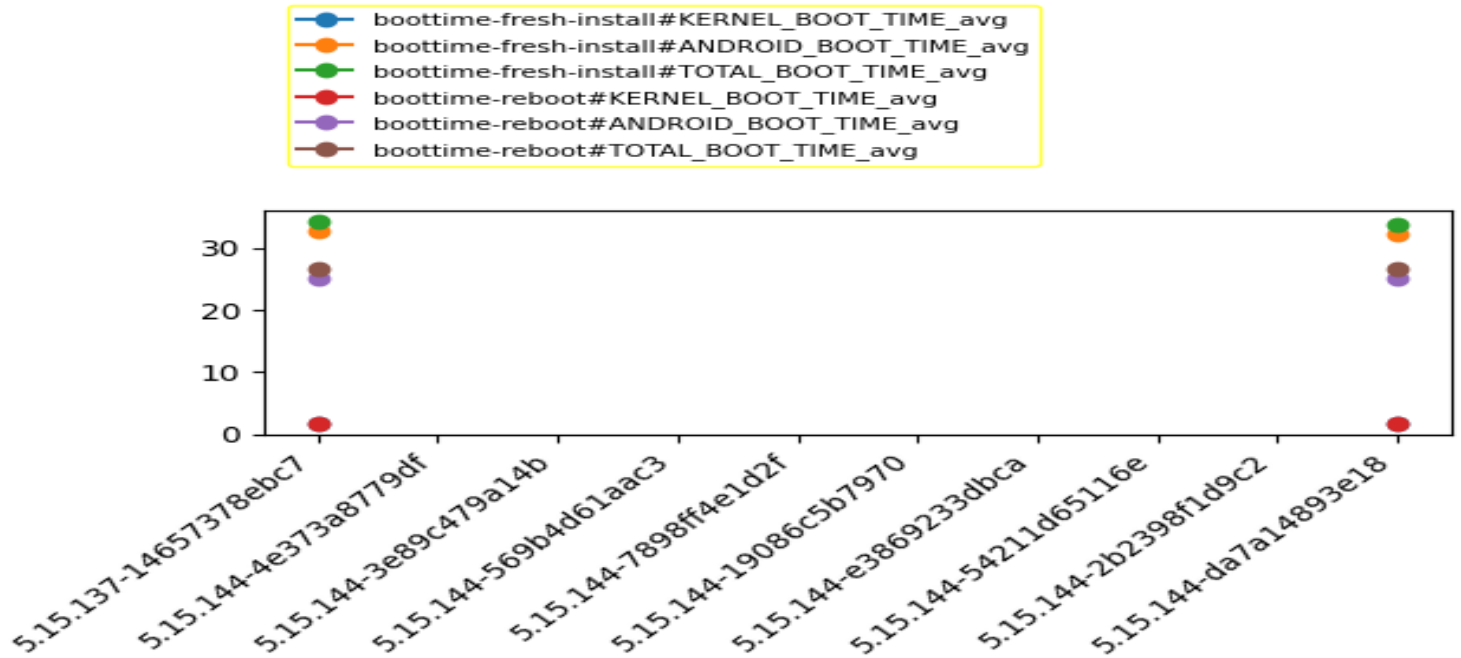 boottime-fresh-install#KERNEL_BOOT_TIME_avg
boottime-fresh-install#ANDROID_BOOT_TIME_avg
boottime-fresh-install#TOTAL_BOOT_TIME_avg
boottime-reboot#KERNEL_BOOT_TIME_avg
boottime-reboot#ANDROID_BOOT_TIME_avg
boottime-reboot#TOTAL_BOOT_TIME_avg
30
20
10
0
5.15.137-14657378ebc7
5.15.144-4e373a8779df
5.15.144-3e89c479a14b
5.15.144-569b4d61aac3
5.15.144-7898ff4e1d2f
5.15.144-19086c5b7970
5.15.144-e3869233dbca
5.15.144-54211d65116e
5.15.144-2b2398f1d9c2
5.15.144-da7a14893e18